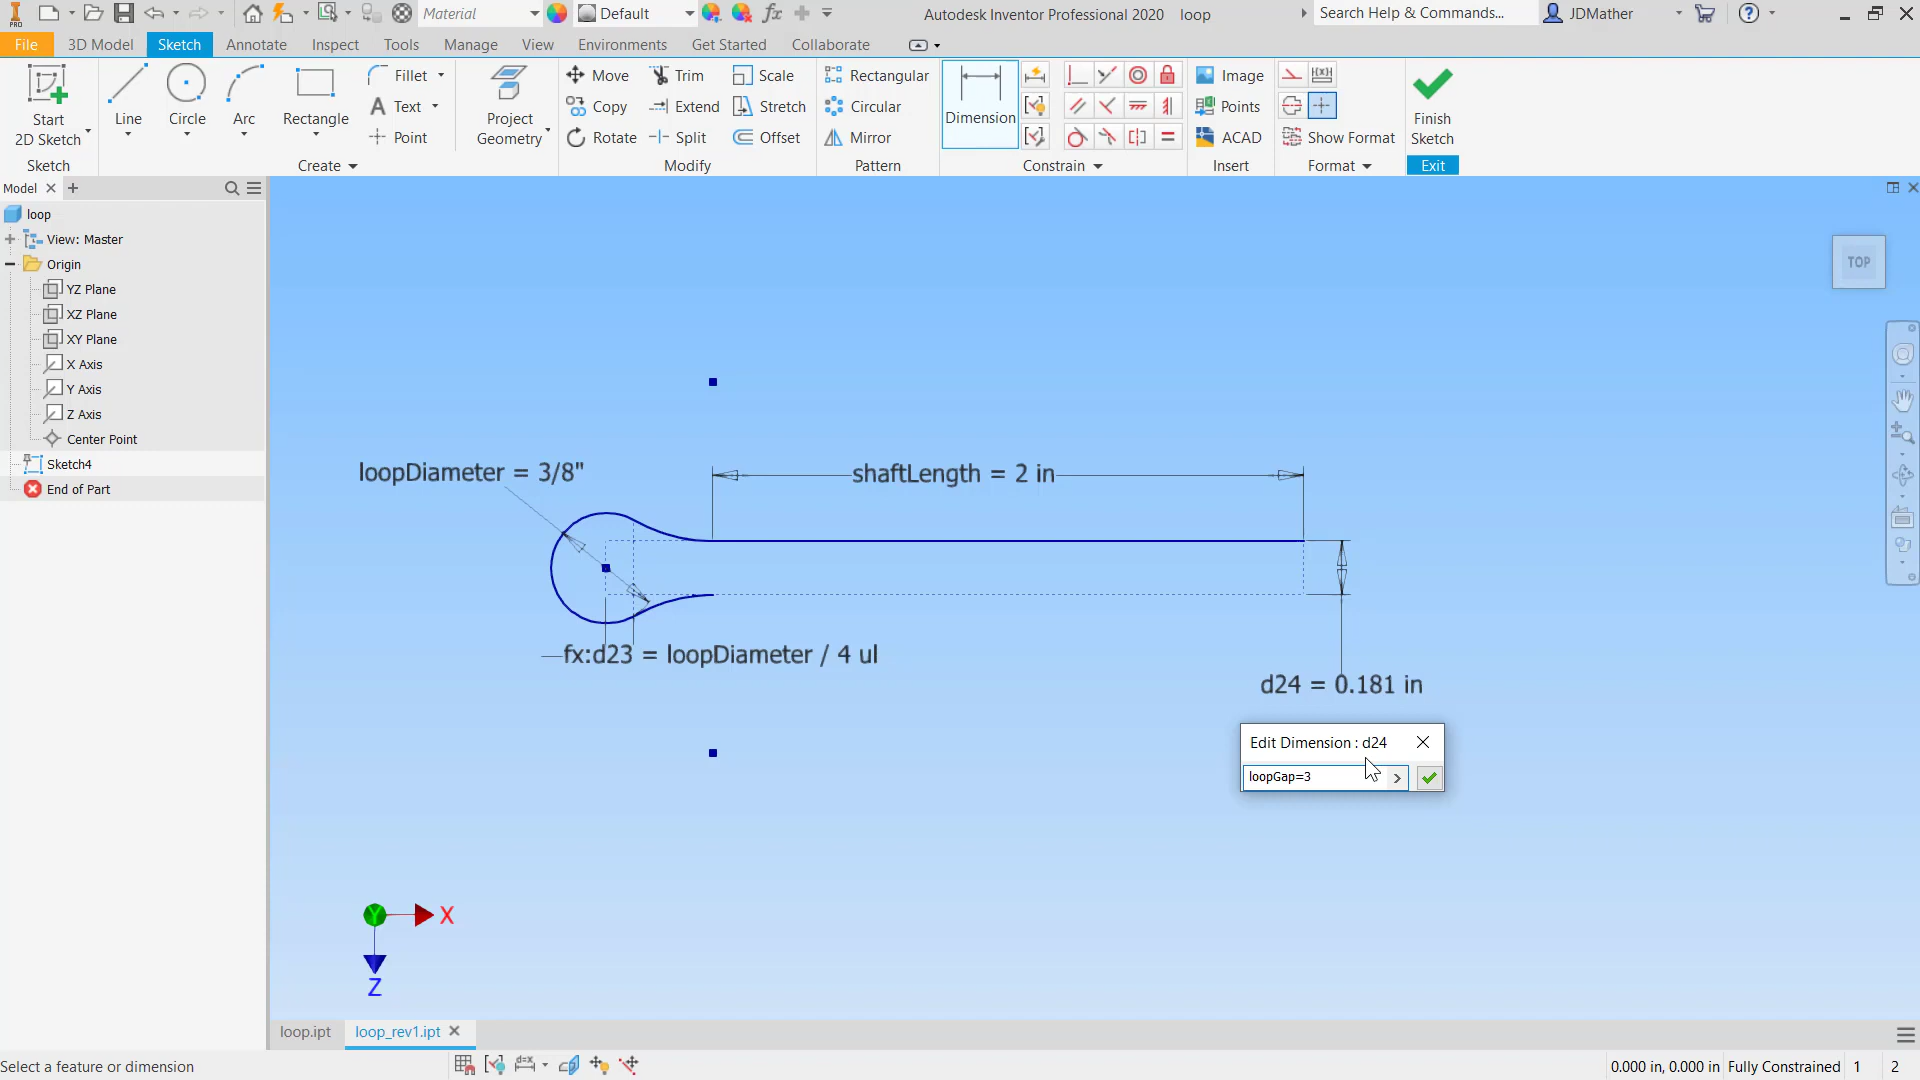 PRO
Material
Default
fx
Autodesk Inventor Professional 2020 loop
Search Help & Commands...
JDMather
File
3D Model
Sketch
Annotate
Inspect
Tools
Manage
View
Environments
Get Started
Collaborate
Start
2D Sketch
Sketch
Line
Circle
Arc
Rectangle
Fillet
Text
Point
Create
Project
Geometry
Move
Copy
Rotate
Trim
Extend
Split
Scale
Stretch
Offset
Modify
Rectangular
Circular
Mirror
Pattern
Dimension
Constrain
Image
Points
ACAD
Insert
Show Format
Format
Finish
Sketch
Exit
Model
loop
View: Master
Origin
YZ Plane
XZ Plane
XY Plane
X Axis
Y Axis
Z Axis
Center Point
Sketch4
End of Part
TOP
loopDiameter = 3/8"
shaftLength = 2 in
fx:d23 = loopDiameter / 4 ul
d24 = 0.181 in
Edit Dimension : d24
loopGap=3
Y
X
Z
loop.ipt
loop_rev1.ipt
Select a feature or dimension
0.000 in, 0.000 in
Fully Constrained
1
2